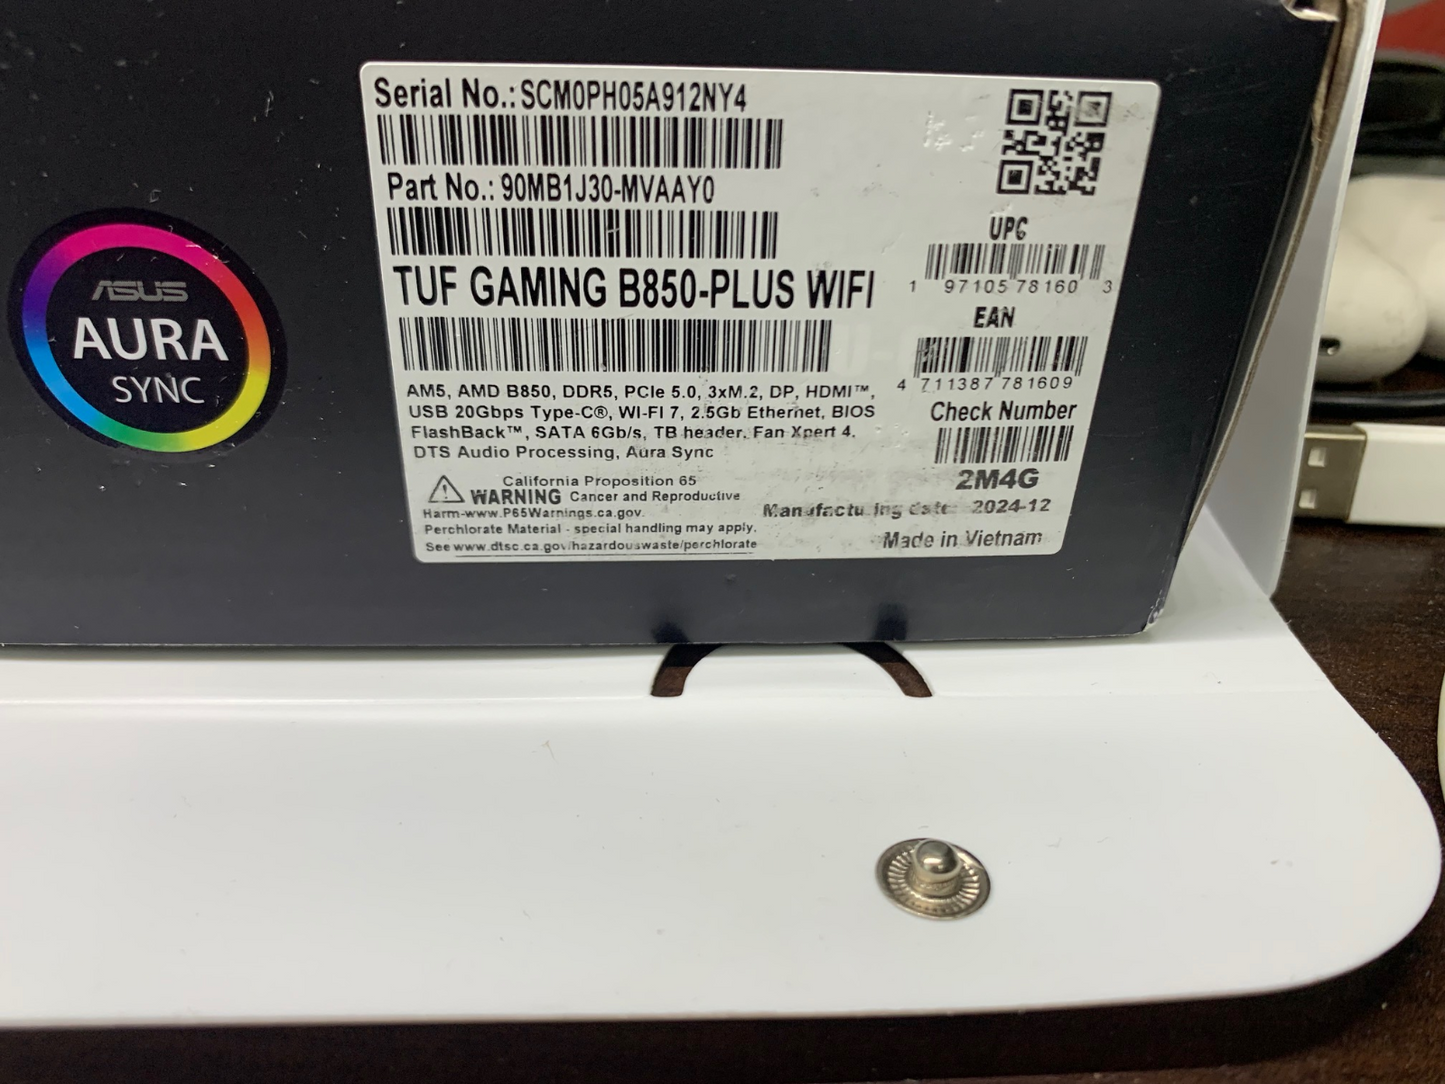 ASUS
AURA
SYNC
Serial No.: SCM0PH05A912NY4
Part No.: 90MB1J30-MVAAY0
TUF GAMING B850-PLUS WIFI
AM5, AMD B850, DDR5, PCIe 5.0, 3xM.2, DP, HDMI™,
USB 20Gbps Type-C®, WI-FI 7, 2.5Gb Ethernet, BIOS
FlashBack™, SATA 6Gb/s, TB header, Fan Xpert 4,
DTS Audio Processing, Aura Sync
California Proposition 65
WARNING Cancer and Reproductive
Harm-www.P65Warnings.ca.gov.
Perchlorate Material - special handling may apply.
See www.dtsc.ca.gov/hazardouswaste/perchlorate
UPC
1 97105 78160 3
EAN
4 711387 781609
Check Number
2M4G
Manufacturing date: 2024-12
Made in Vietnam